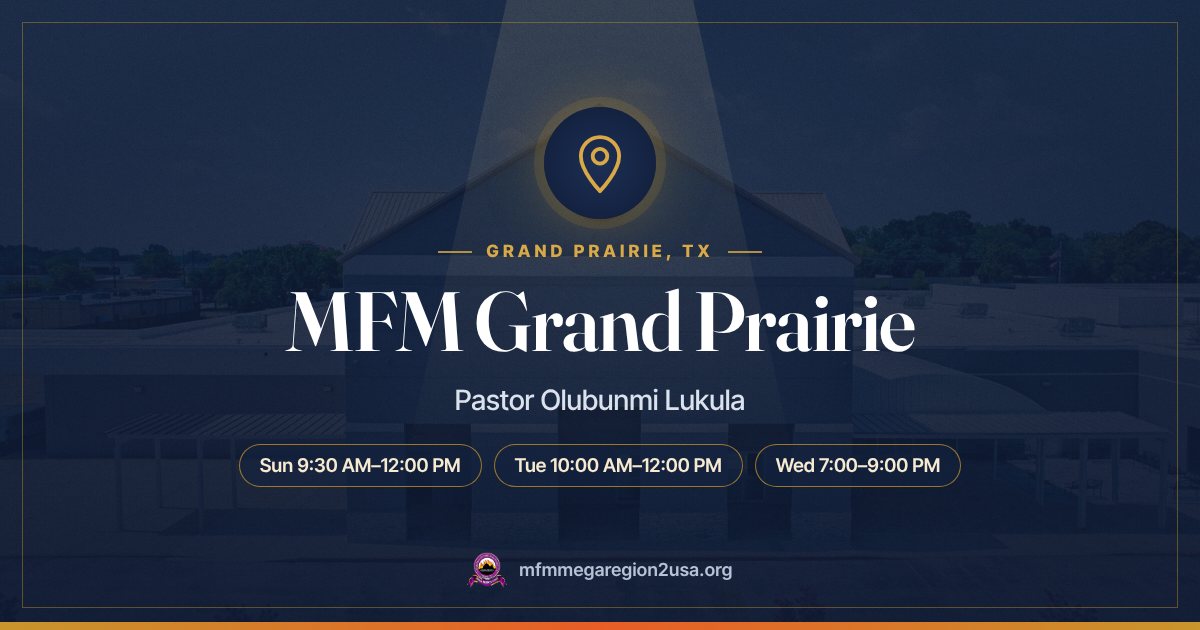 GRAND PRAIRIE, TX
MFM Grand Prairie
Pastor Olubunmi Lukula
Sun 9:30 AM–12:00 PM
Tue 10:00 AM–12:00 PM
Wed 7:00–9:00 PM
mfmmegaregion2usa.org